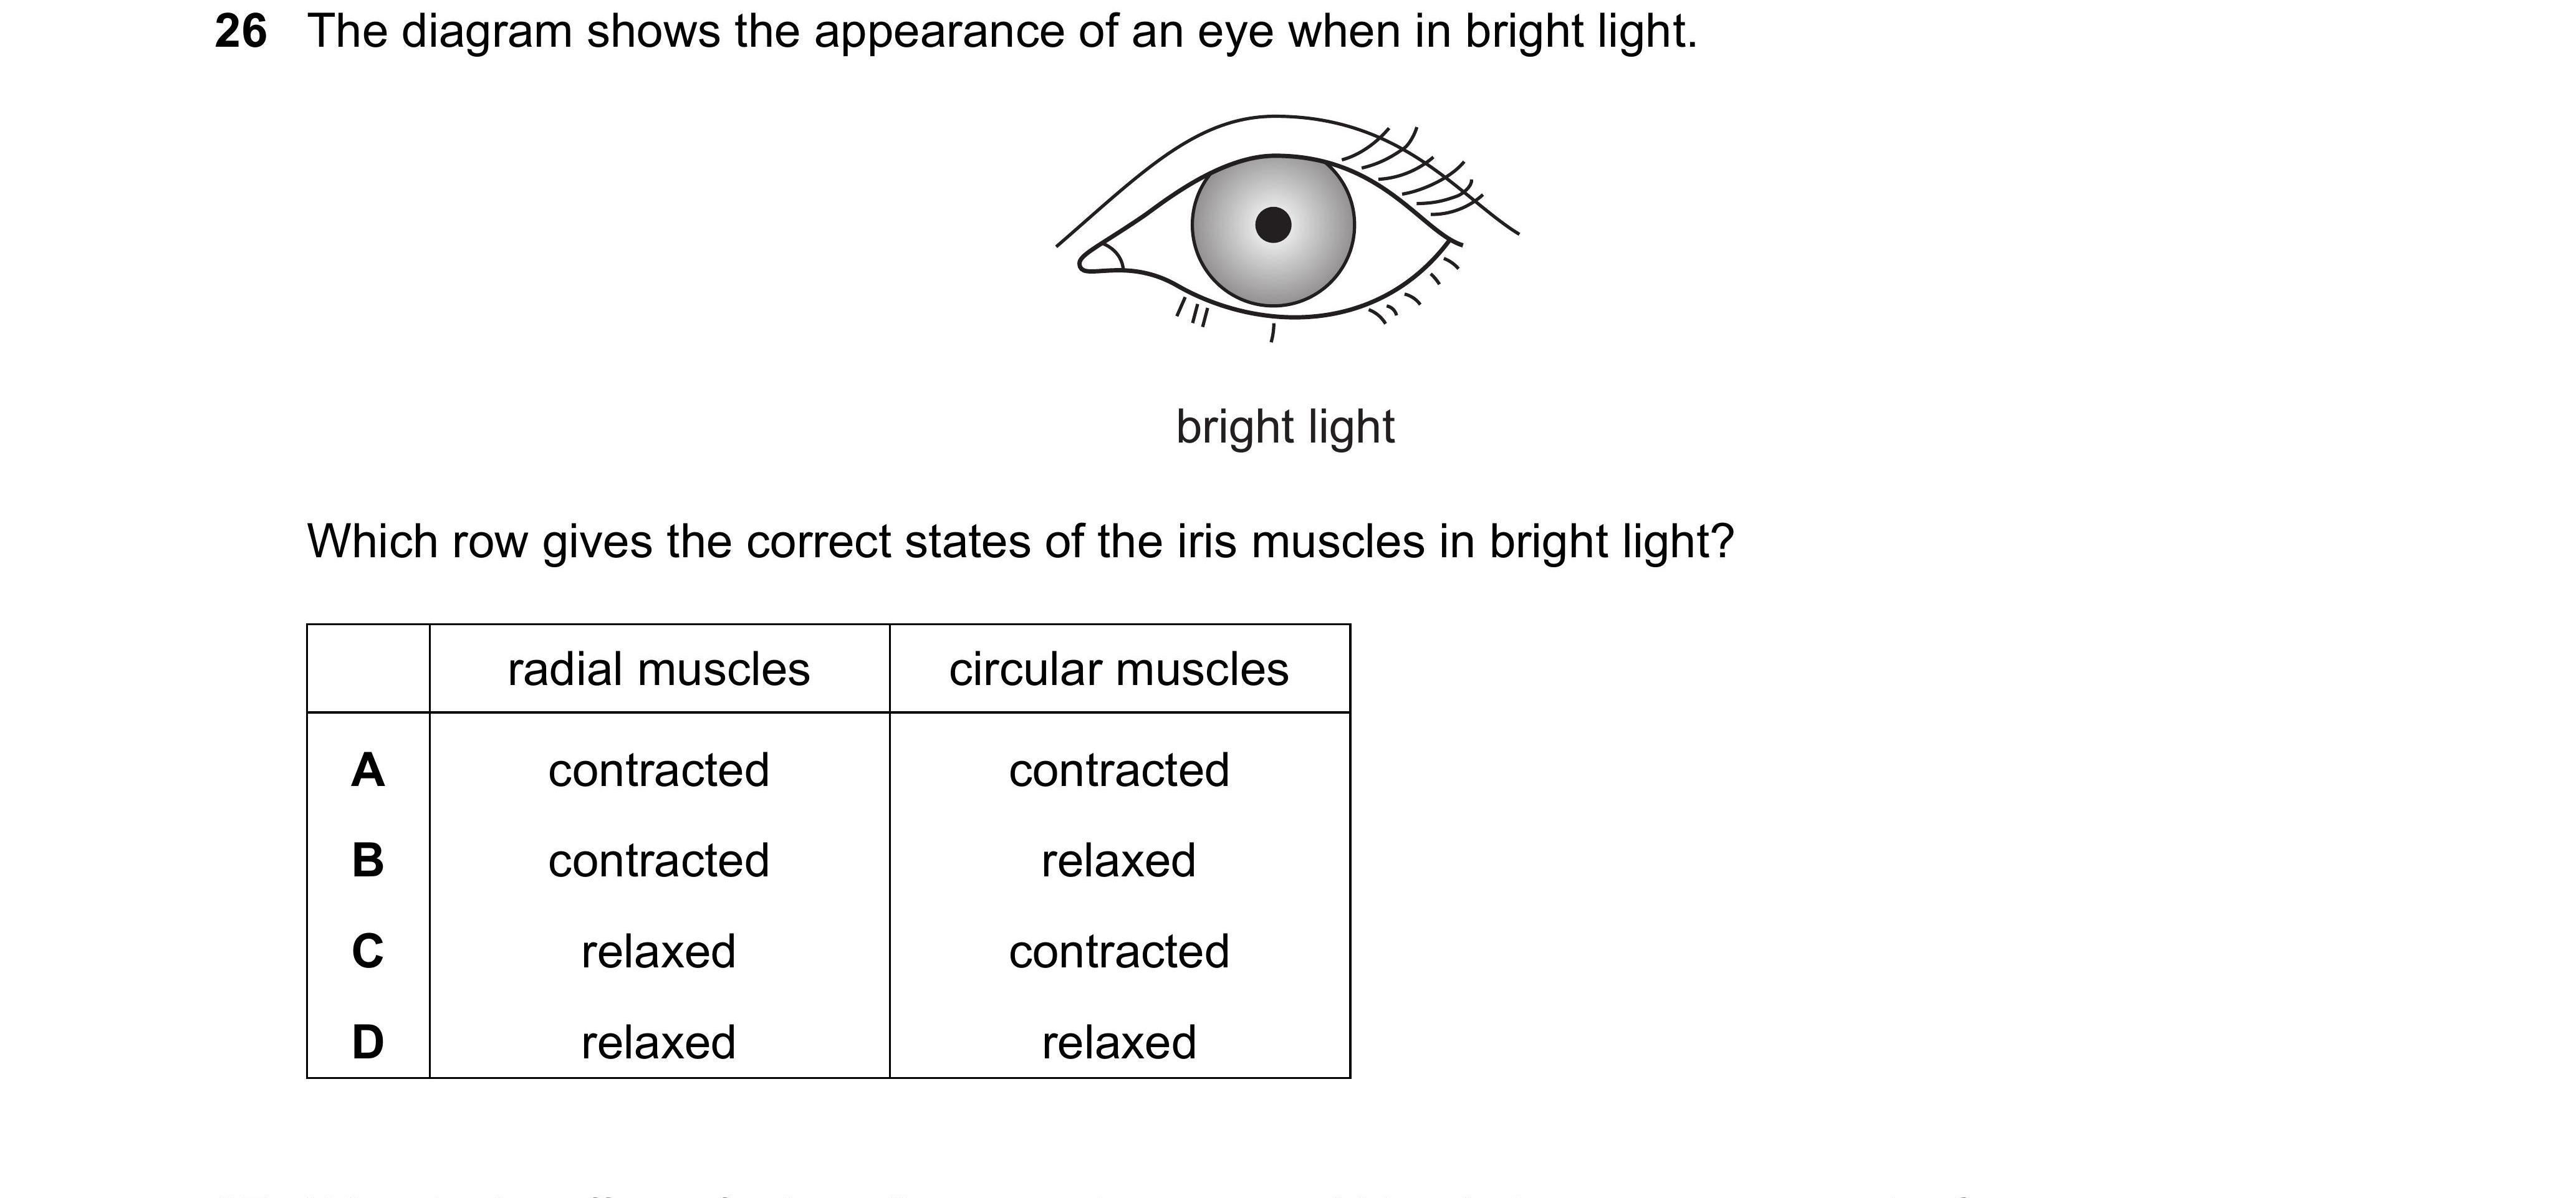 26 The diagram shows the appearance of an eye when in bright light.
bright light
Which row gives the correct states of the iris muscles in bright light?
radial muscles circular muscles
A contracted contracted
B contracted relaxed
C relaxed contracted
D relaxed relaxed